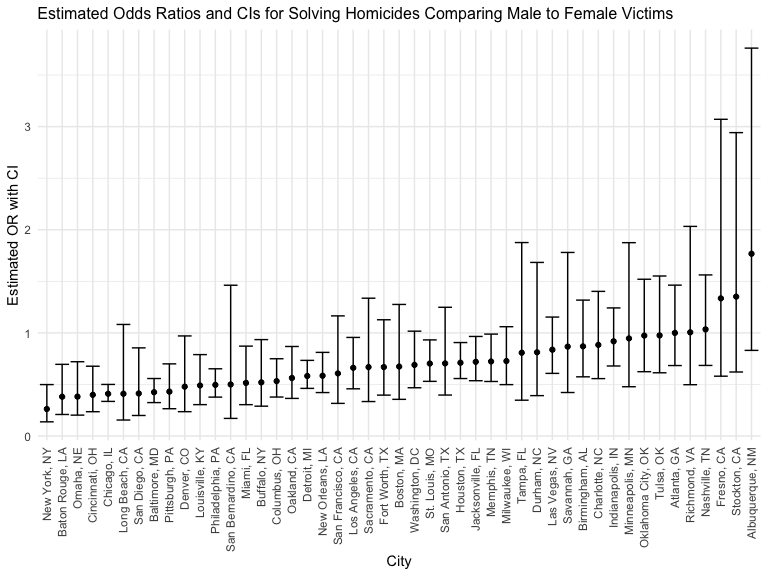 Estimated Odds Ratios and CIs for Solving Homicides Comparing Male to Female Victims
Estimated OR with CI
3
2
1
0
New York, NY
Baton Rouge, LA
Omaha, NE
Cincinnati, OH
Chicago, IL
Long Beach, CA
San Diego, CA
Baltimore, MD
Pittsburgh, PA
Denver, CO
Louisville, KY
Philadelphia, PA
San Bernardino, CA
Miami, FL
Buffalo, NY
Columbus, OH
Oakland, CA
Detroit, MI
New Orleans, LA
San Francisco, CA
Los Angeles, CA
Sacramento, CA
Fort Worth, TX
Boston, MA
Washington, DC
St. Louis, MO
San Antonio, TX
Houston, TX
Jacksonville, FL
Memphis, TN
Milwaukee, WI
Tampa, FL
Durham, NC
Las Vegas, NV
Savannah, GA
Birmingham, AL
Charlotte, NC
Indianapolis, IN
Minneapolis, MN
Oklahoma City, OK
Tulsa, OK
Atlanta, GA
Richmond, VA
Nashville, TN
Fresno, CA
Stockton, CA
Albuquerque, NM
City